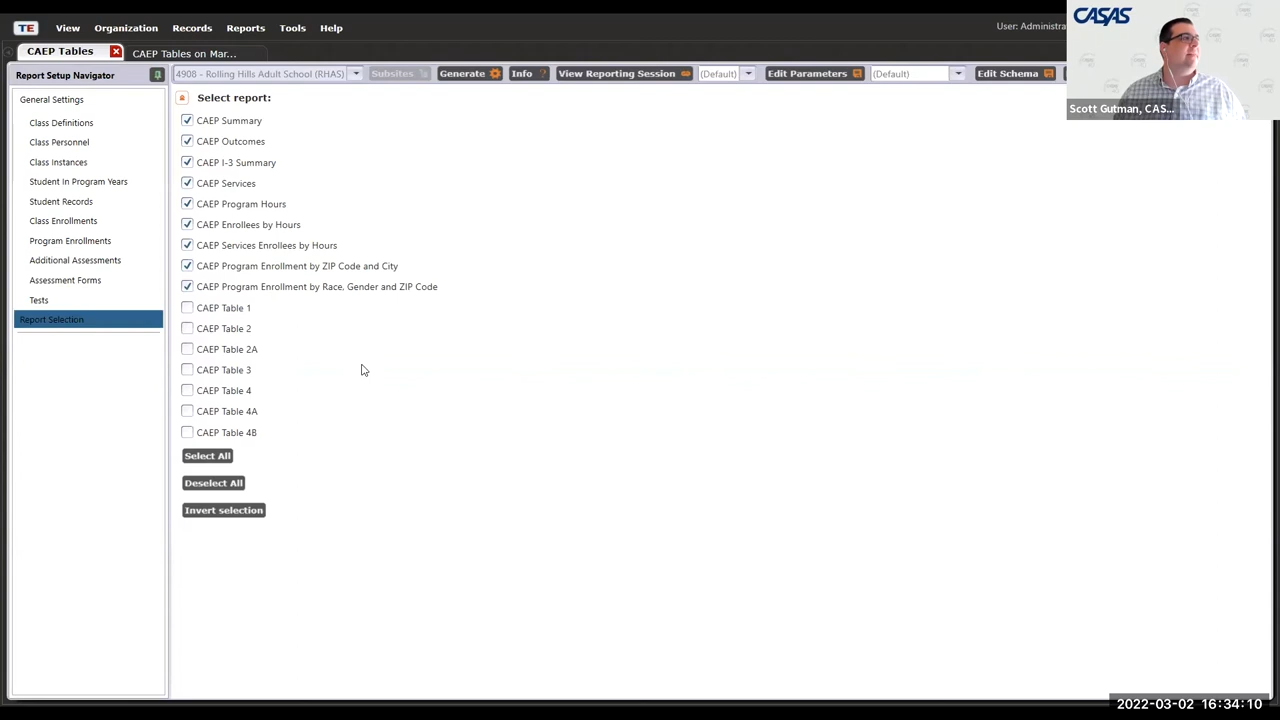 CASAS
TE View Organization Records Reports Tools Help User: Administra
Scott Gutman, CAS...
CAEP Tables CAEP Tables on Mar...
Report Setup Navigator
4908 - Rolling Hills Adult School (RHAS) Subsites Generate Info ? View Reporting Session (Default) Edit Parameters (Default) Edit Schema
General Settings
Class Definitions
Class Personnel
Class Instances
Student In Program Years
Student Records
Class Enrollments
Program Enrollments
Additional Assessments
Assessment Forms
Tests
Report Selection
Select report:
CAEP Summary
CAEP Outcomes
CAEP I-3 Summary
CAEP Services
CAEP Program Hours
CAEP Enrollees by Hours
CAEP Services Enrollees by Hours
CAEP Program Enrollment by ZIP Code and City
CAEP Program Enrollment by Race, Gender and ZIP Code
CAEP Table 1
CAEP Table 2
CAEP Table 2A
CAEP Table 3
CAEP Table 4
CAEP Table 4A
CAEP Table 4B
Select All
Deselect All
Invert selection
2022-03-02 16:34:10